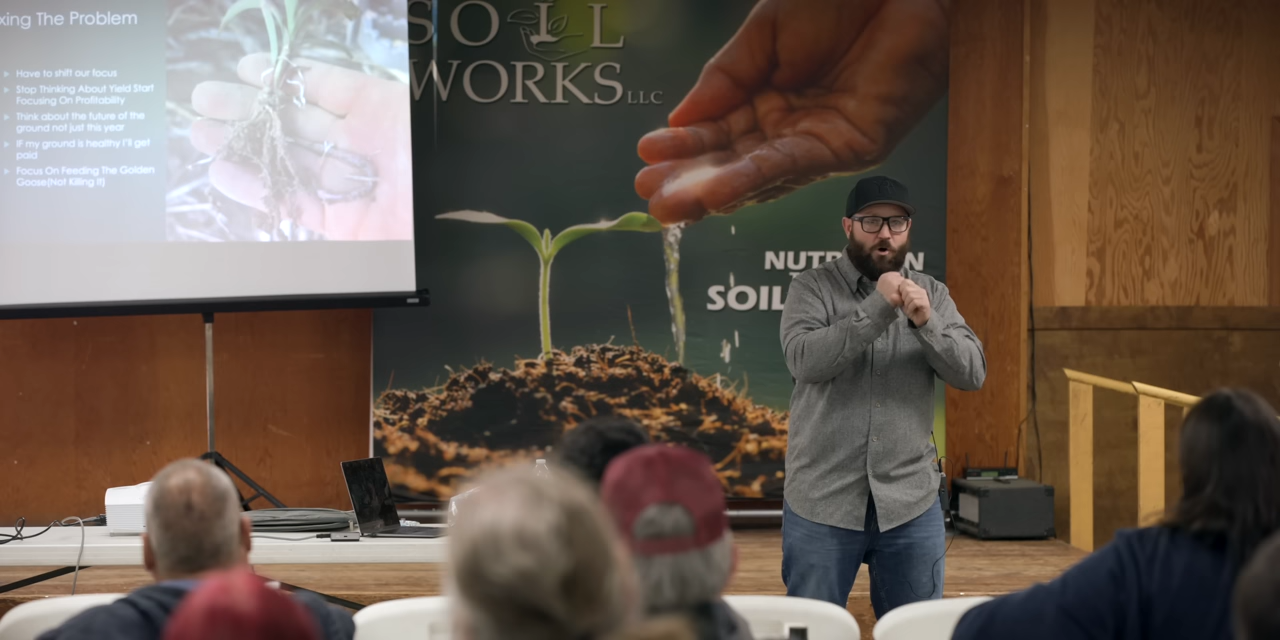 xing The Problem
Have to shift our focus
Stop Thinking About Yield Start
Focusing On Profitability
Think about the future of the
ground not just this year
IF my ground is healthy I'll get
paid
Focus On Feeding The Golden
Goose(Not Killing It)
SOIL
WORKS LLC
NUTR N
SOIL